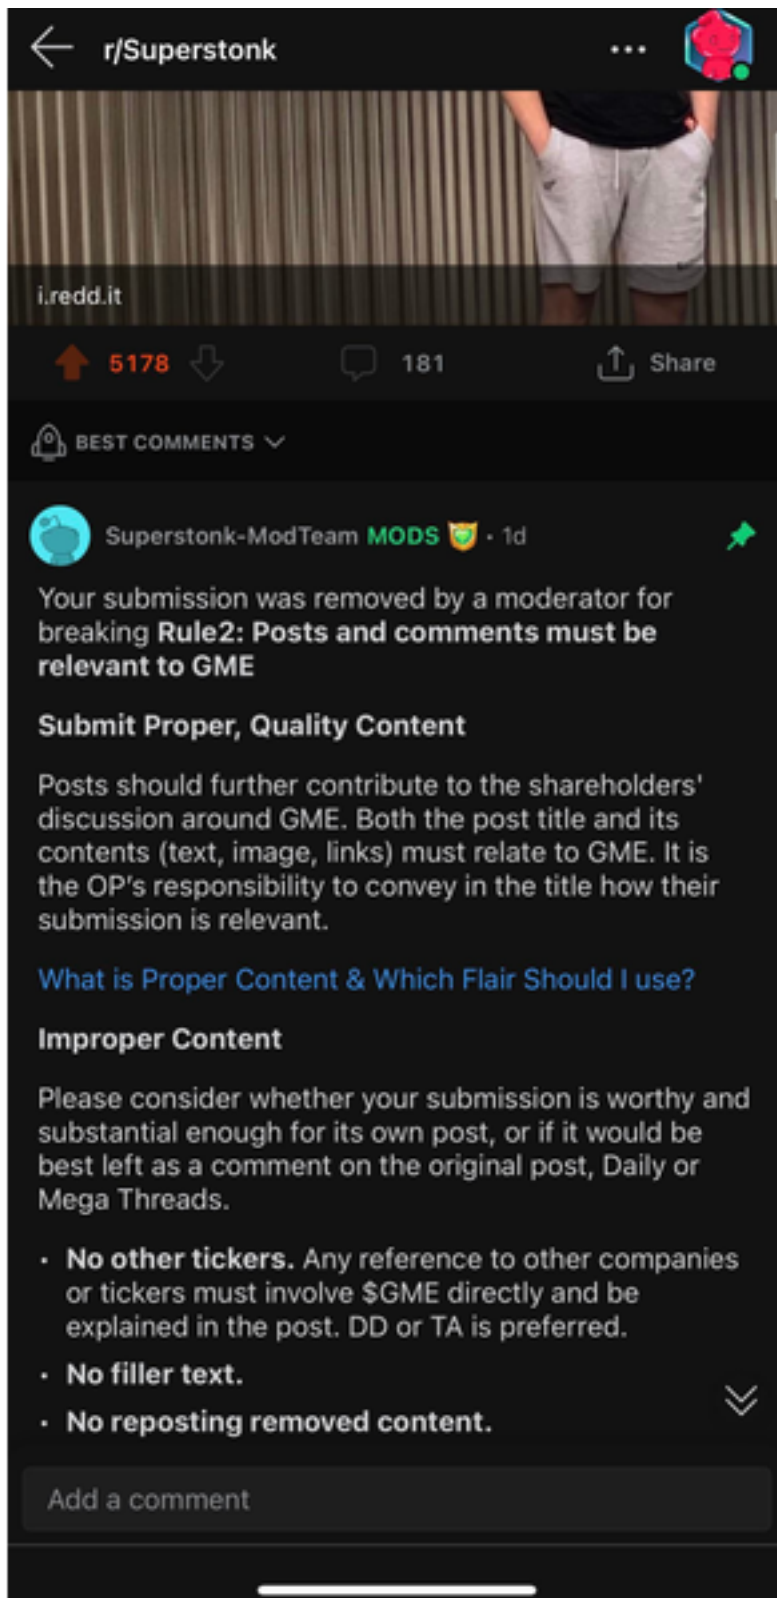 r/Superstonk
i.redd.it
5178
181
Share
BEST COMMENTS
Superstonk-ModTeam MODS · 1d
Your submission was removed by a moderator for
breaking Rule2: Posts and comments must be
relevant to GME
Submit Proper, Quality Content
Posts should further contribute to the shareholders'
discussion around GME. Both the post title and its
contents (text, image, links) must relate to GME. It is
the OP's responsibility to convey in the title how their
submission is relevant.
What is Proper Content & Which Flair Should I use?
Improper Content
Please consider whether your submission is worthy and
substantial enough for its own post, or if it would be
best left as a comment on the original post, Daily or
Mega Threads.
· No other tickers. Any reference to other companies
or tickers must involve $GME directly and be
explained in the post. DD or TA is preferred.
· No filler text.
· No reposting removed content.
Add a comment